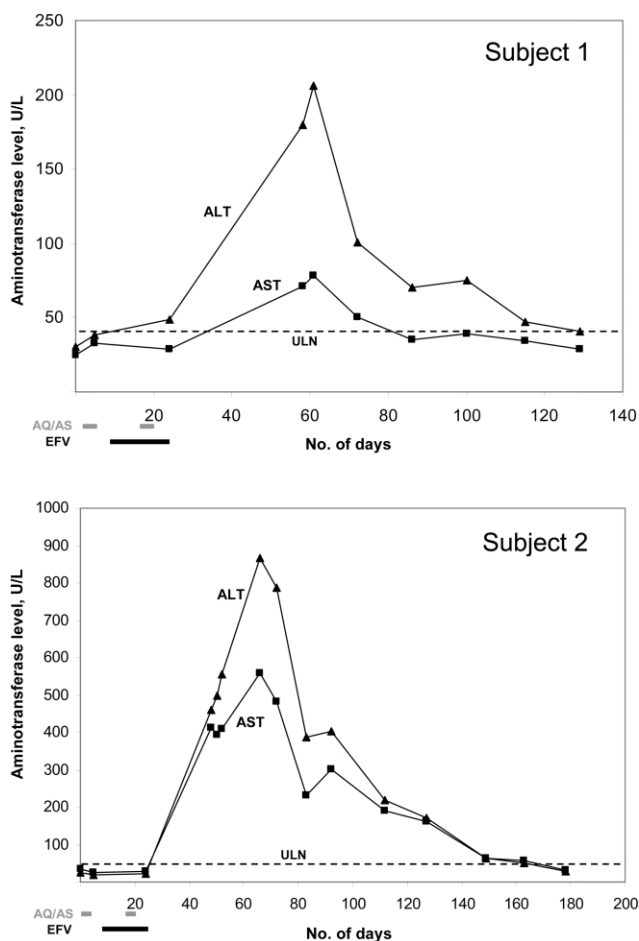 250
Subject 1
200
Aminotransferase level, U/L
150
ALT
100
AST
50
ULN
20 40 60 80 100 120 140
AQ/AS
EFV
No. of days
1000
900
Subject 2
800
ALT
700
Aminotransferase level, U/L
600
500
AST
400
300
200
100
ULN
20 40 60 80 100 120 140 160 180 200
AQ/AS
EFV
No. of days